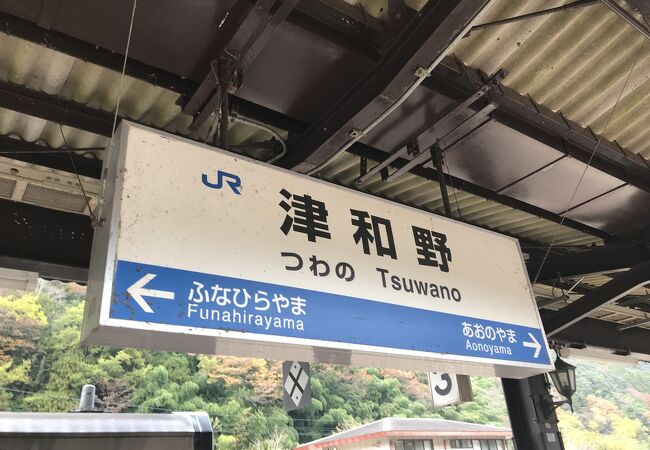 JR
津和野
つわの Tsuwano
← ふなひらやま
Funahirayama
あおのやま →
Aonoyama
3